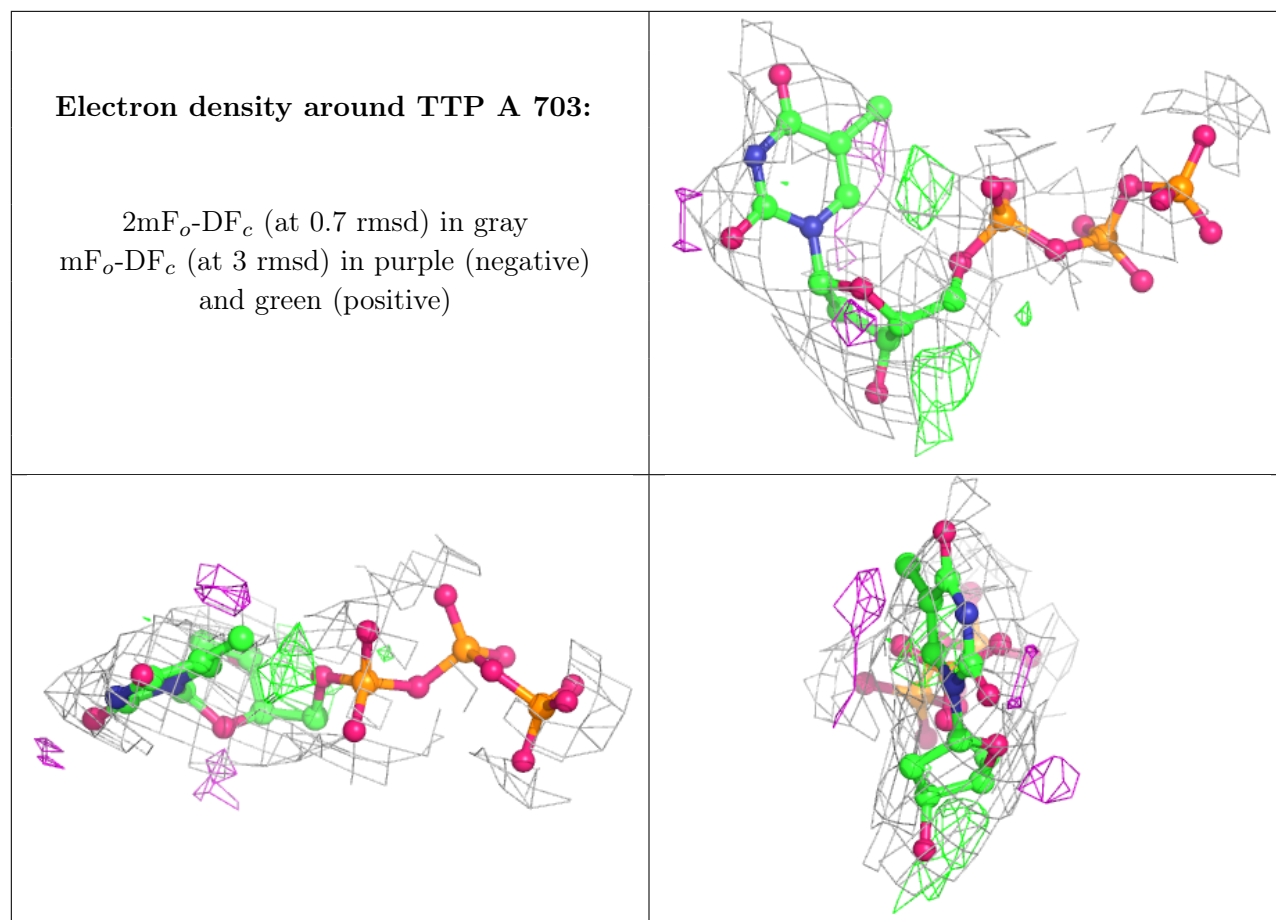 Electron density around TTP A 703:
2mFₒ-DF𝒸 (at 0.7 rmsd) in gray
mFₒ-DF𝒸 (at 3 rmsd) in purple (negative)
and green (positive)